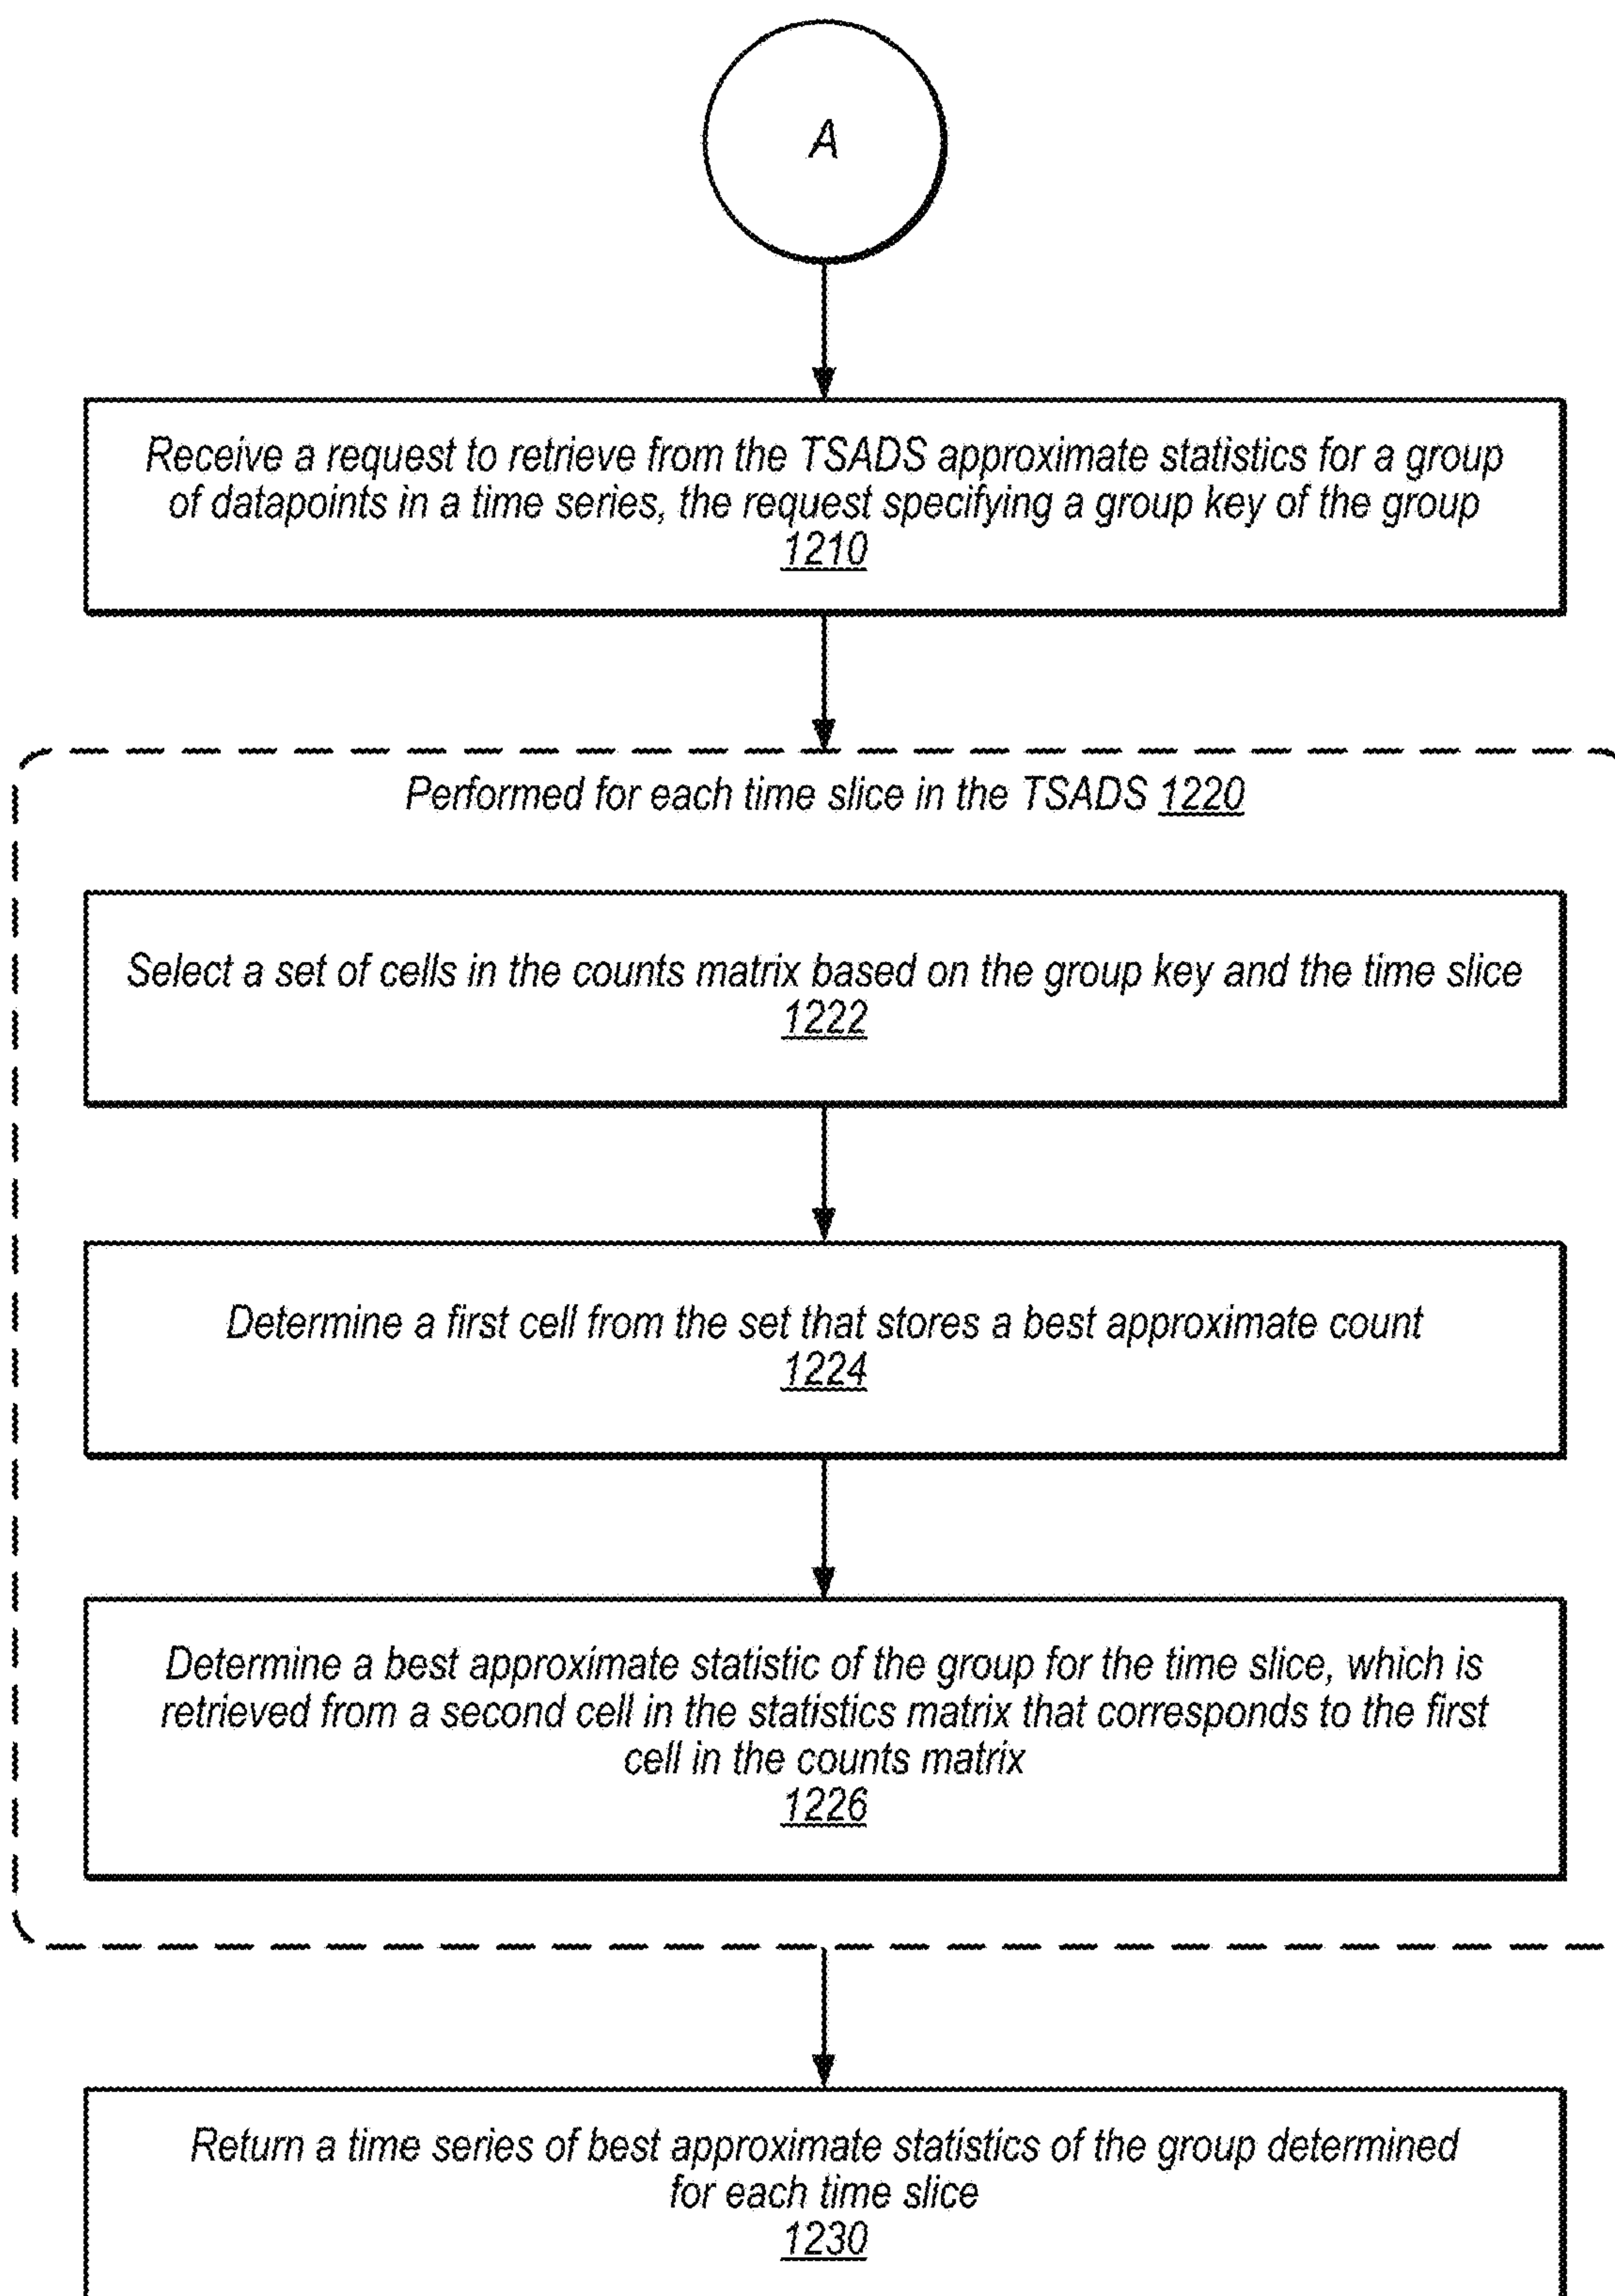 A
Receive a request to retrieve from the TSADS approximate statistics for a group
of datapoints in a time series, the request specifying a group key of the group
1210
Performed for each time slice in the TSADS 1220
Select a set of cells in the counts matrix based on the group key and the time slice
1222
Determine a first cell from the set that stores a best approximate count
1224
Determine a best approximate statistic of the group for the time slice, which is
retrieved from a second cell in the statistics matrix that corresponds to the first
cell in the counts matrix
1226
Return a time series of best approximate statistics of the group determined
for each time slice
1230